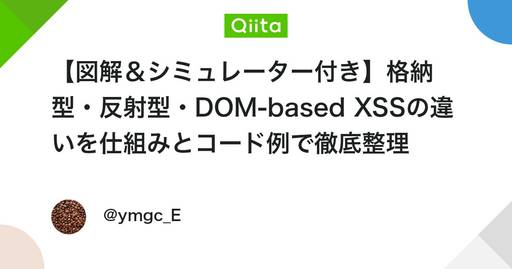 Qiita
【図解＆シミュレーター付き】格納
型・反射型・DOM-based XSSの違
いを仕組みとコード例で徹底整理
@ymgc_E